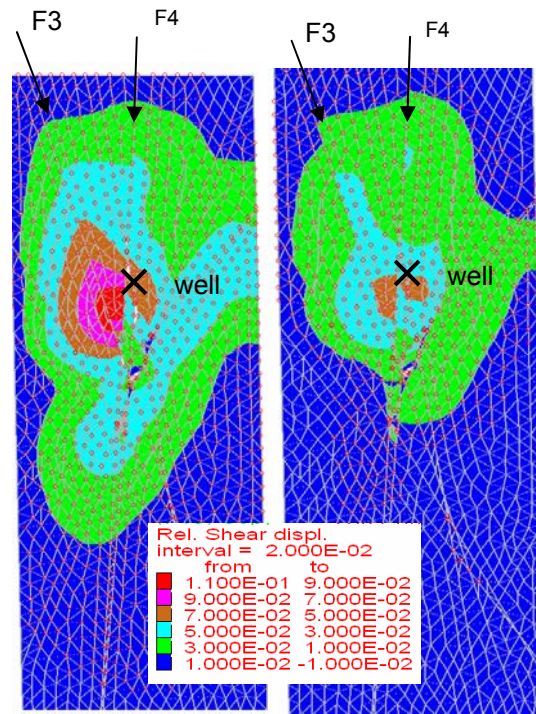 F3
F4
F3
F4
well
well
Rel. Shear displ.
interval = 2.000E-02
from to
1.100E-01 9.000E-02
9.000E-02 7.000E-02
7.000E-02 5.000E-02
5.000E-02 3.000E-02
3.000E-02 1.000E-02
1.000E-02 -1.000E-02